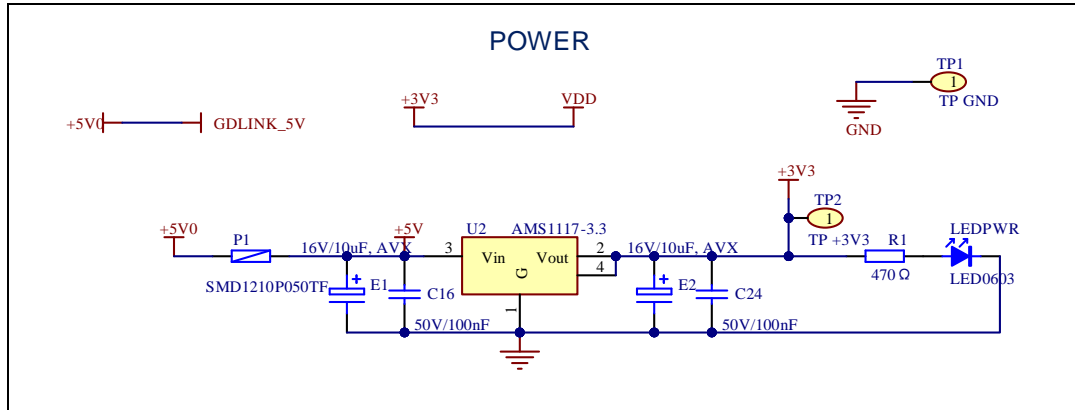 POWER
TP1
1
TP GND
GND
+3V3
VDD
+5V0
GDLINK_5V
+3V3
TP2
1
TP +3V3
+5V0
P1
SMD1210P050TF
+5V
16V/10uF, AVX
E1
C16
50V/100nF
U2
AMS1117-3.3
3
Vin
G
Vout
2
4
1
16V/10uF, AVX
E2
C24
50V/100nF
R1
470 Ω
LEDPWR
LED0603